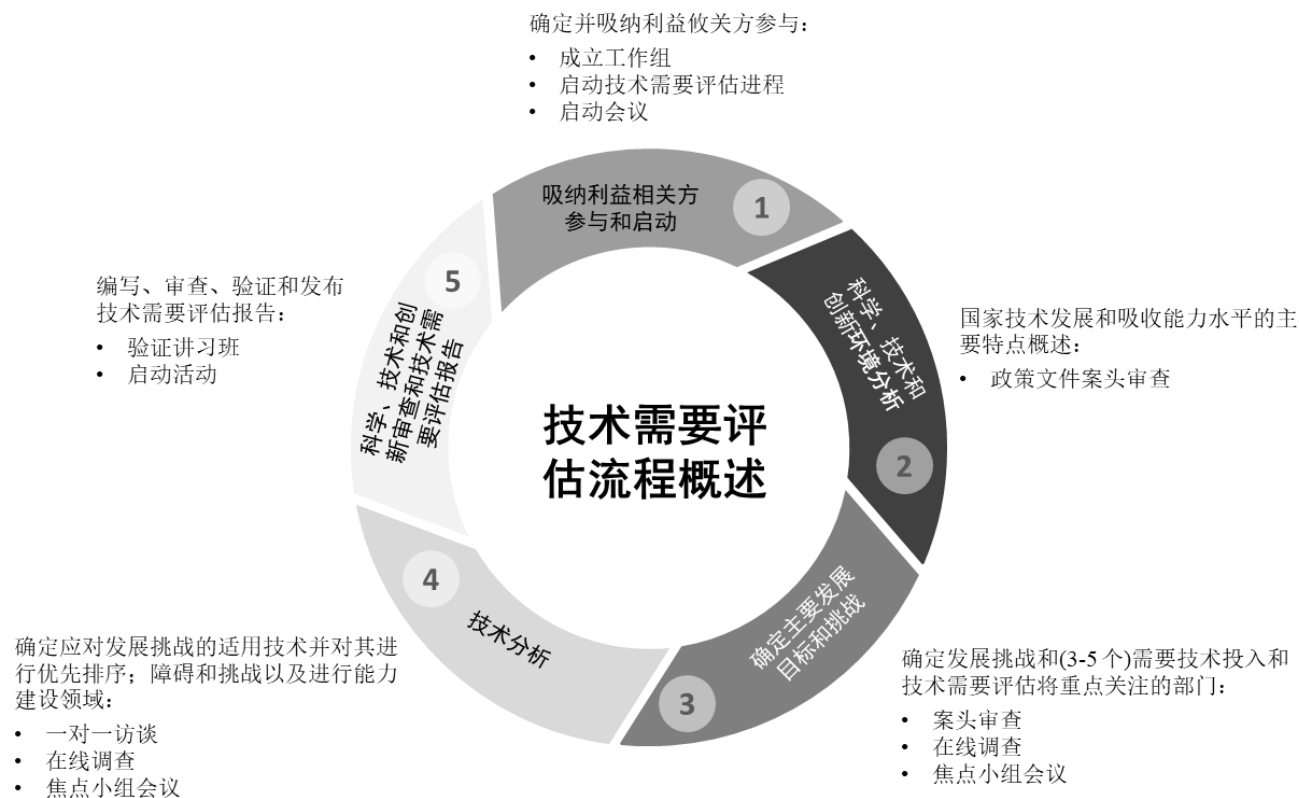 确定并吸纳利益攸关方参与：
• 成立工作组
• 启动技术需要评估进程
• 启动会议
吸纳利益相关方
参与和启动
1
科学、技术和
创新环境分析
2
国家技术发展和吸收能力水平的主
要特点概述：
• 政策文件案头审查
技术需要评
估流程概述
确定主要发展
目标和挑战
3
确定发展挑战和(3-5个)需要技术投入和
技术需要评估将重点关注的部门：
• 案头审查
• 在线调查
• 焦点小组会议
4
技术分析
确定应对发展挑战的适用技术并对其进
行优先排序；障碍和挑战以及进行能力
建设领域：
• 一对一访谈
• 在线调查
• 焦点小组会议
5
科学、技术和创
新审查和技术需
要评估报告
编写、审查、验证和发布
技术需要评估报告：
• 验证讲习班
• 启动活动